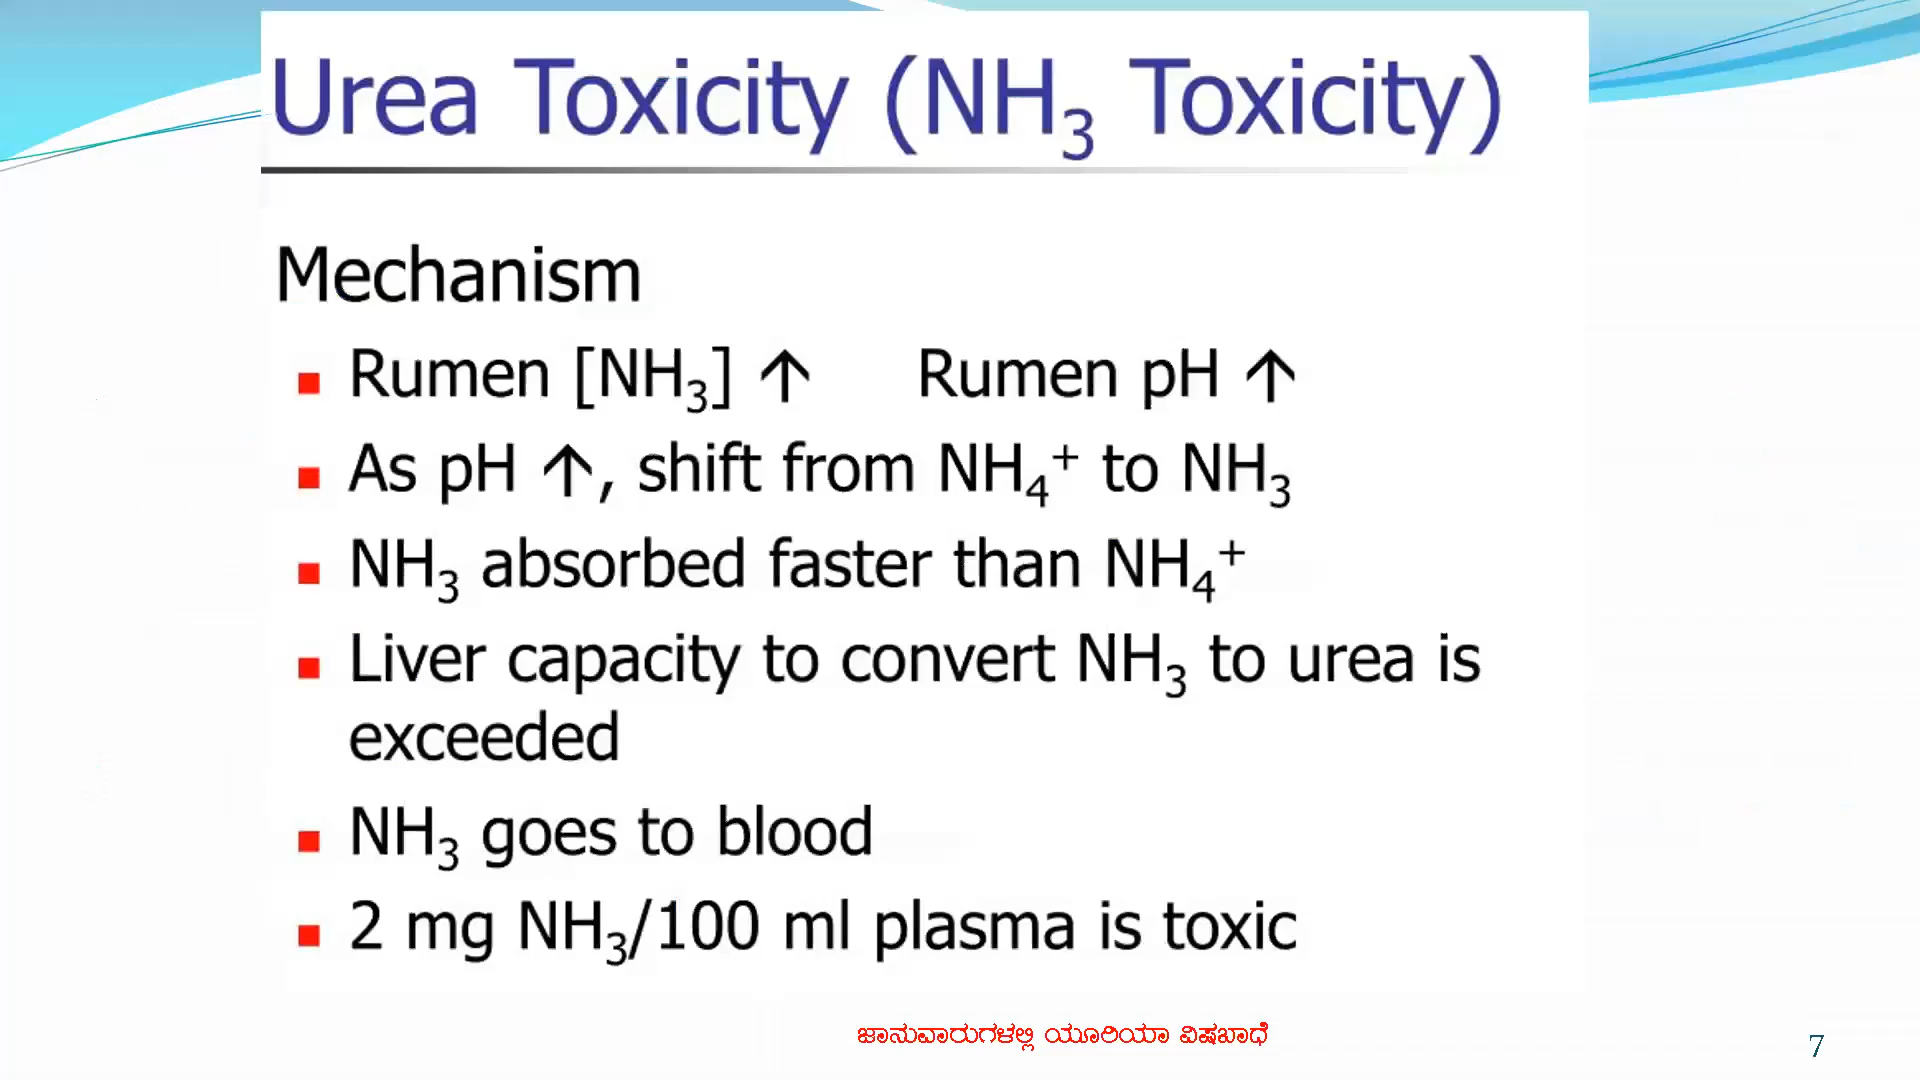 Urea Toxicity (NH₃ Toxicity)
Mechanism
▪ Rumen [NH₃] ↑ Rumen pH ↑
▪ As pH ↑, shift from NH₄⁺ to NH₃
▪ NH₃ absorbed faster than NH₄⁺
▪ Liver capacity to convert NH₃ to urea is
exceeded
▪ NH₃ goes to blood
▪ 2 mg NH₃/100 ml plasma is toxic
ಜಾನುವಾರುಗಳಲ್ಲಿ ಯೂರಿಯಾ ವಿಷಬಾಧೆ
7